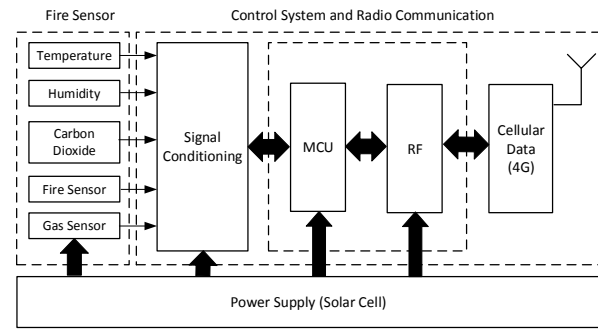 Fire Sensor
Control System and Radio Communication
Temperature
Humidity
Carbon
Dioxide
Fire Sensor
Gas Sensor
Signal
Conditioning
MCU
RF
Cellular
Data
(4G)
Power Supply (Solar Cell)